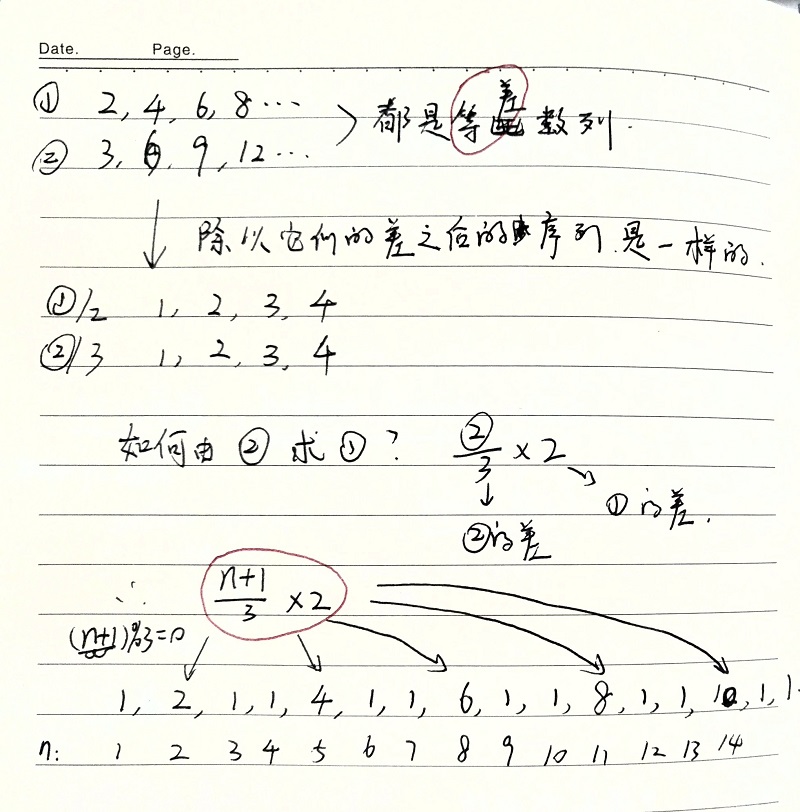 Date. Page.
① 2, 4, 6, 8 …
② 3, 6, 9, 12 …
都是等差数列.
除以它们的差之后的序列是一样的.
①/2 1, 2, 3, 4
②/3 1, 2, 3, 4
如何由②求①? ②/3 ×2
①的差.
②的差
∴ (n+1)/3 ×2
(n+1)%3=0
1, 2, 1, 1, 4, 1, 1, 6, 1, 1, 8, 1, 1, 10, 1, 1.
n: 1 2 3 4 5 6 7 8 9 10 11 12 13 14